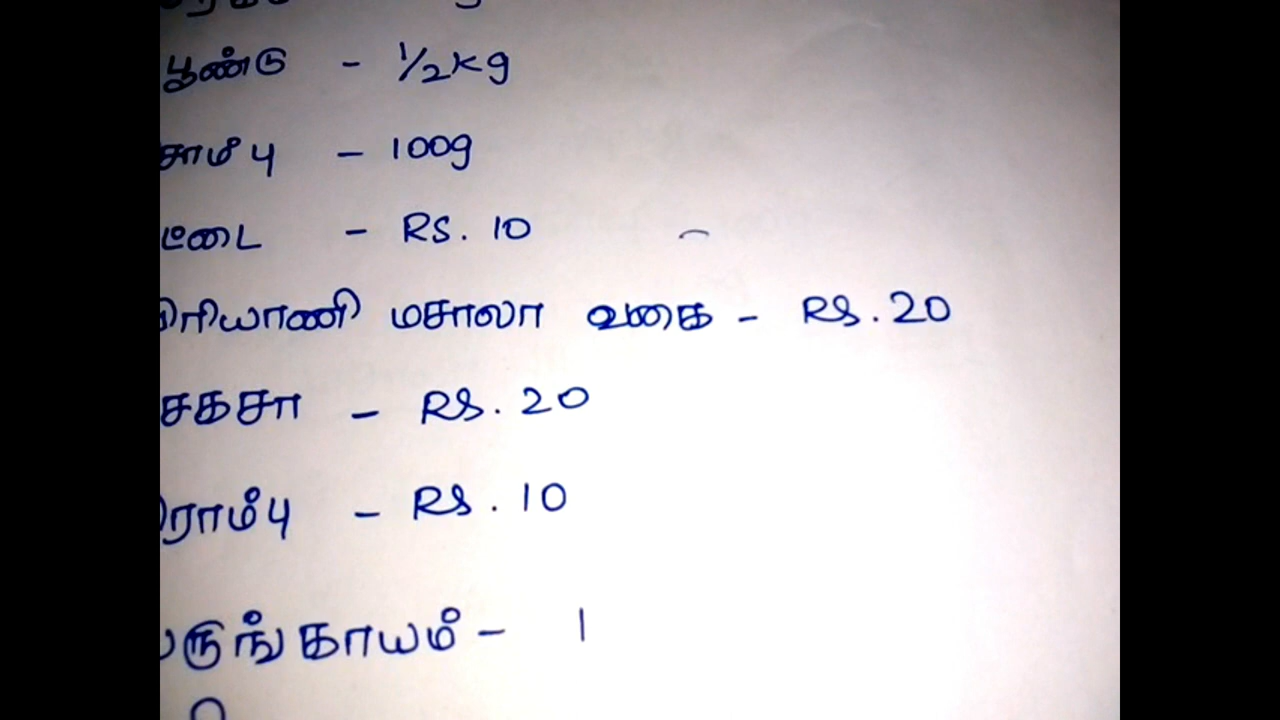 பூண்டு - 1/2kg
சாம்பு - 100g
ட்டை - RS. 10
ரியாணி மசாலா வகை - RS. 20
சகசா - RS. 20
ராம்பு - RS. 10
ருங்காயம் - 1